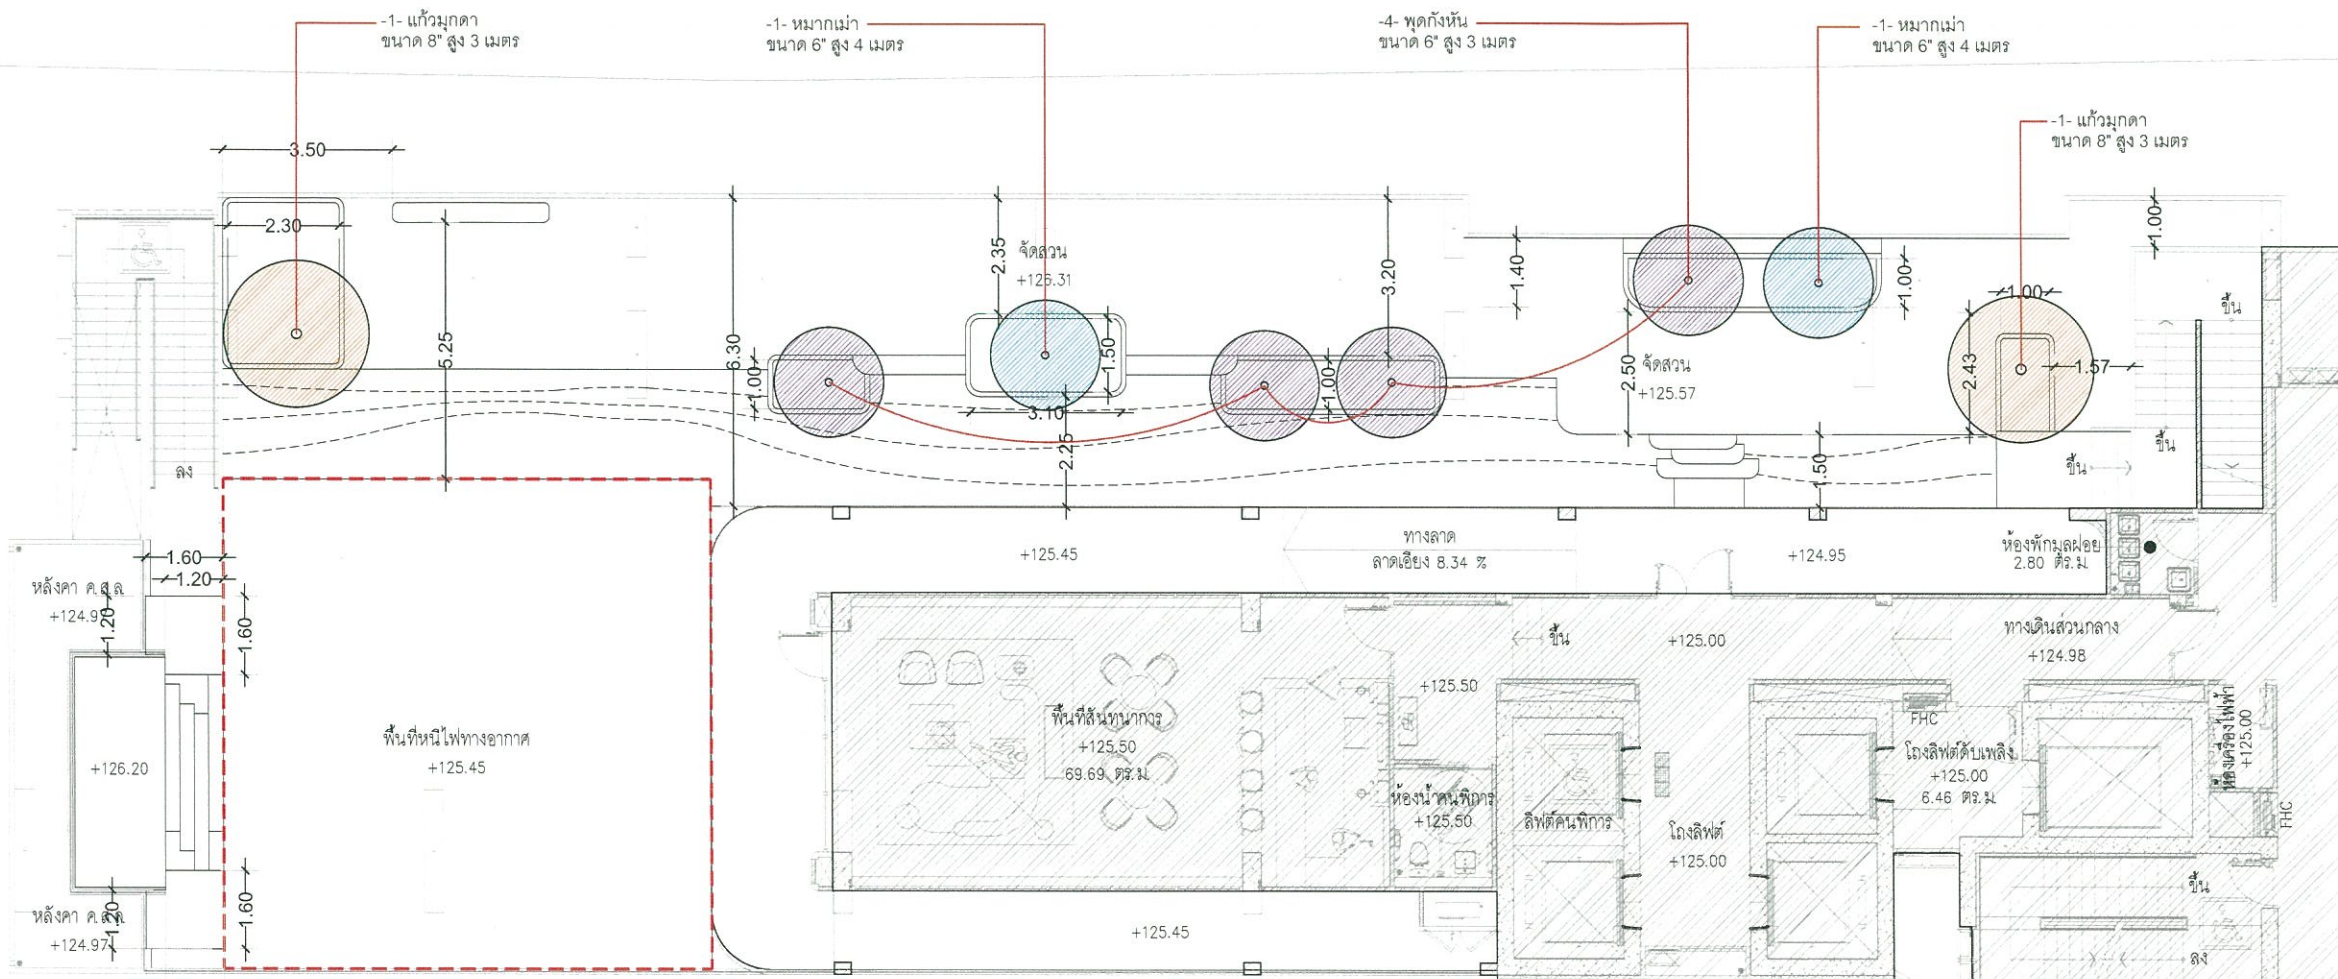 -1- แก้วมุกดา
ขนาด 8" สูง 3 เมตร
-1- หมากเม่า
ขนาด 6" สูง 4 เมตร
-4- พุดกังหัน
ขนาด 6" สูง 3 เมตร
-1- หมากเม่า
ขนาด 6" สูง 4 เมตร
-1- แก้วมุกดา
ขนาด 8" สูง 3 เมตร
3.50
2.30
5.25
6.30
2.35
จัดสวน
+126.31
3.20
1.40
1.00
1.00
1.00
1.00
1.50
3.10
2.25
1.00
2.50
จัดสวน
+125.57
2.43
1.00
1.57
1.50
ขึ้น
ขึ้น
ขึ้น
ลง
1.60
1.20
หลังคา ค.ส.ล
+124.97
1.20
1.60
+125.45
ทางลาด
ลาดเอียง 8.34 %
+124.95
ห้องพักมูลฝอย
2.80 ตร.ม.
ขึ้น
+125.00
ทางเดินส่วนกลาง
+124.98
+125.50
พื้นที่หนีไฟทางอากาศ
+125.45
+126.20
พื้นที่สันทนาการ
+125.50
69.69 ตร.ม.
FHC
โถงลิฟต์ดับเพลิง
+125.00
6.46 ตร.ม.
ห้องเครื่องไฟฟ้า
+125.00
FHC
ห้องน้ำคนพิการ
+125.50
ลิฟต์คนพิการ
โถงลิฟต์
+125.00
หลังคา ค.ส.ล
+124.97
1.20
1.60
+125.45
ขึ้น
ลง